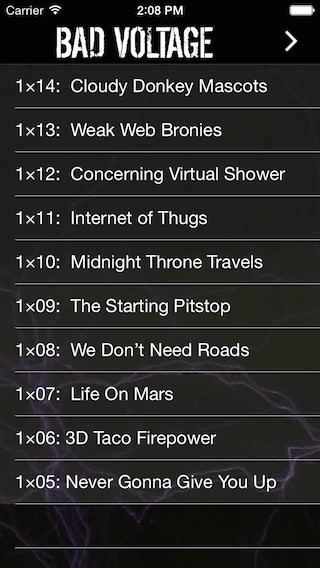 Carrier 2:08 PM
BAD VOLTAGE
1×14: Cloudy Donkey Mascots
1×13: Weak Web Bronies
1×12: Concerning Virtual Shower
1×11: Internet of Thugs
1×10: Midnight Throne Travels
1×09: The Starting Pitstop
1×08: We Don’t Need Roads
1×07: Life On Mars
1×06: 3D Taco Firepower
1×05: Never Gonna Give You Up